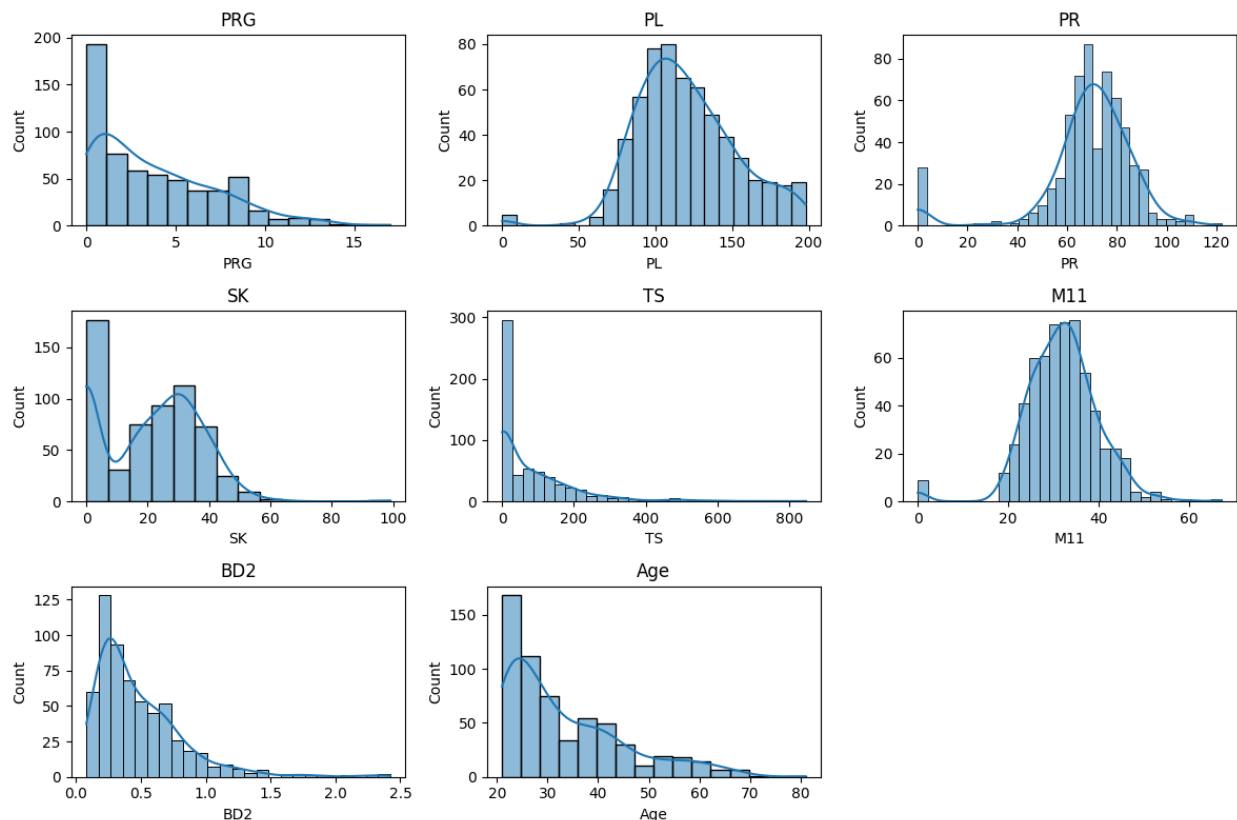 PRG
200
150
100
50
0
Count
0 5 10 15
PRG
PL
80
60
40
20
0
Count
0 50 100 150 200
PL
PR
80
60
40
20
0
Count
0 20 40 60 80 100 120
PR
SK
150
100
50
0
Count
0 20 40 60 80 100
SK
TS
300
200
100
0
Count
0 200 400 600 800
TS
M11
60
40
20
0
Count
0 20 40 60
M11
BD2
125
100
75
50
25
0
Count
0.0 0.5 1.0 1.5 2.0 2.5
BD2
Age
150
100
50
0
Count
20 30 40 50 60 70 80
Age